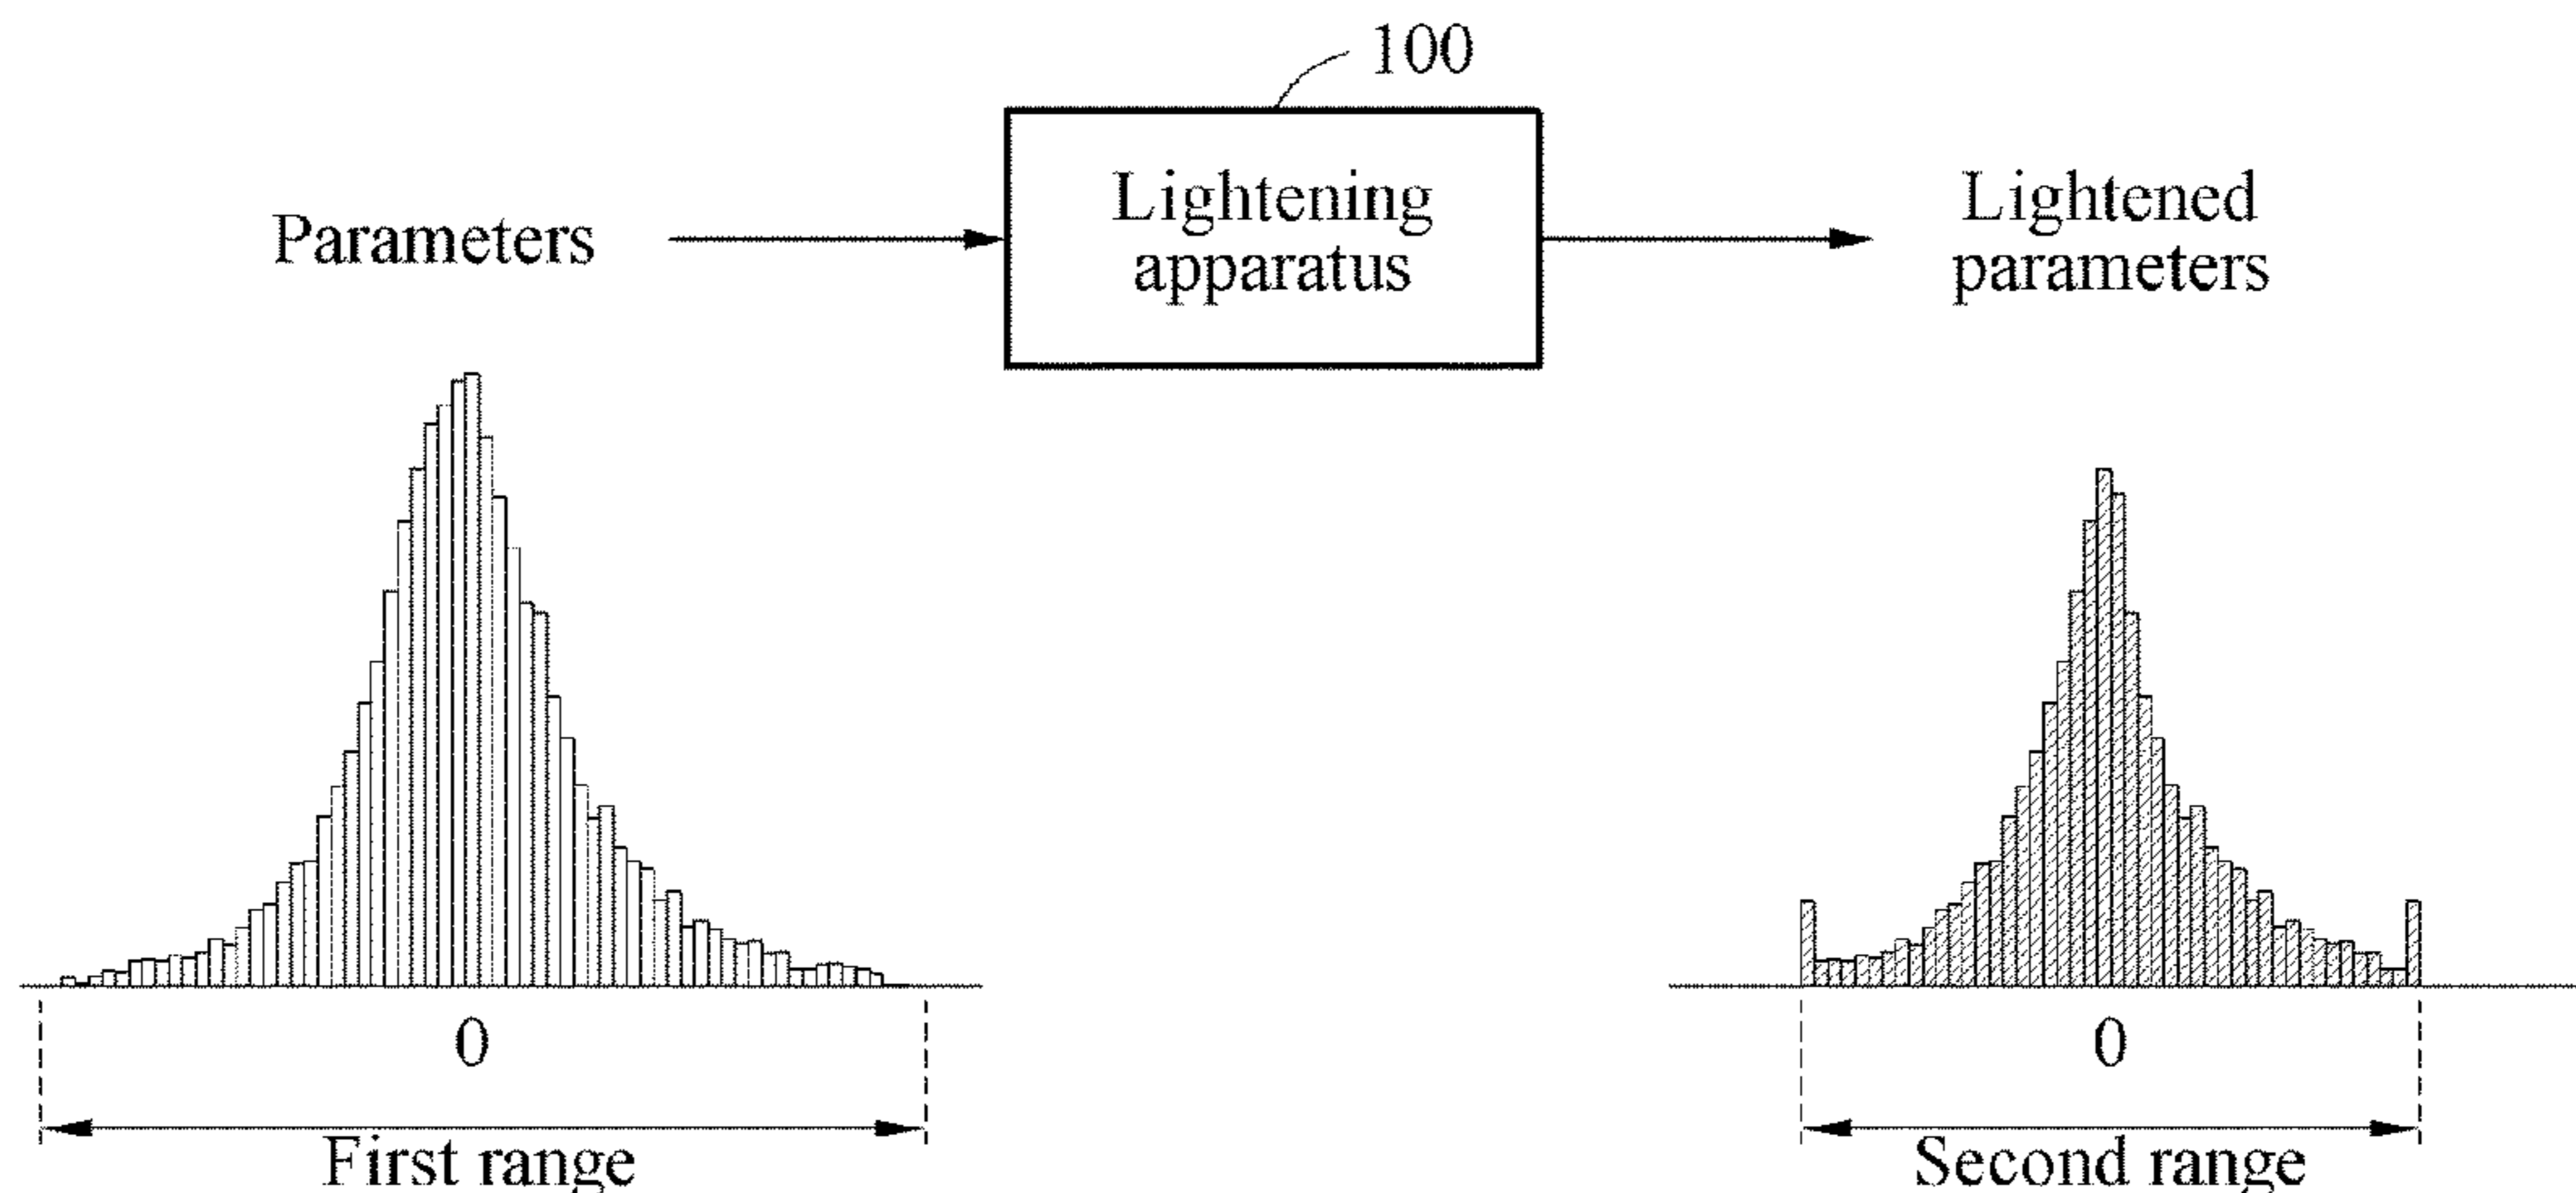 100
Parameters
Lightening
apparatus
Lightened
parameters
0
First range
0
Second range